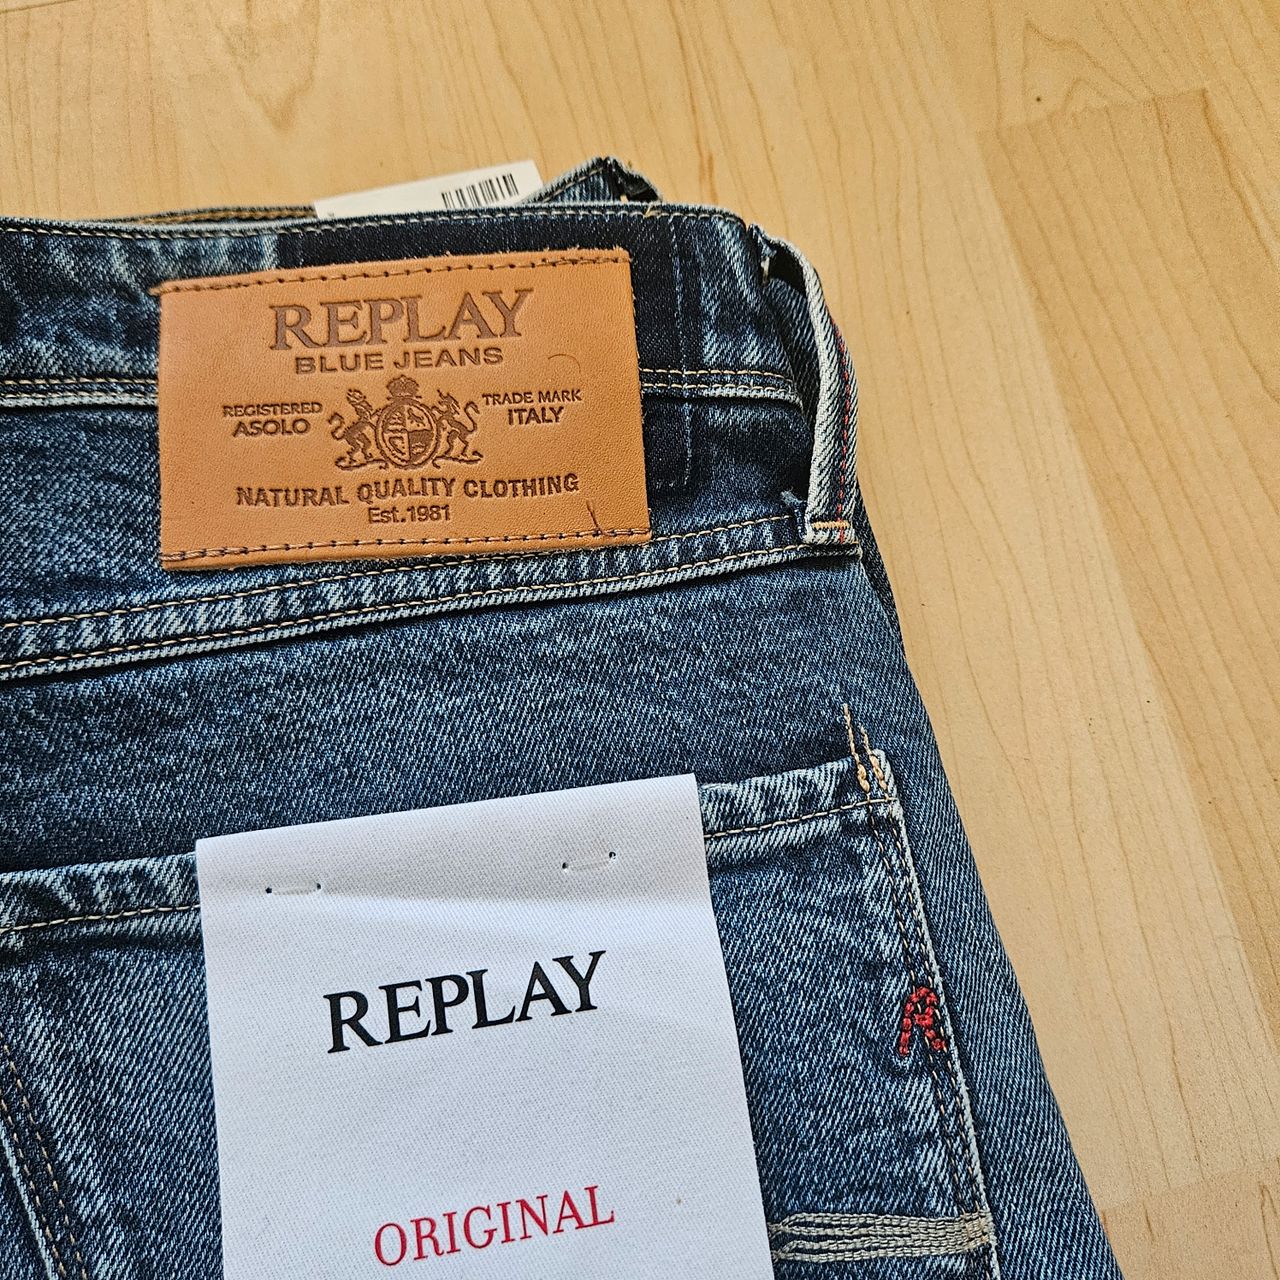 REPLAY
BLUE JEANS
REGISTERED
ASOLO
TRADE MARK
ITALY
NATURAL QUALITY CLOTHING
Est.1981
REPLAY
ORIGINAL
R